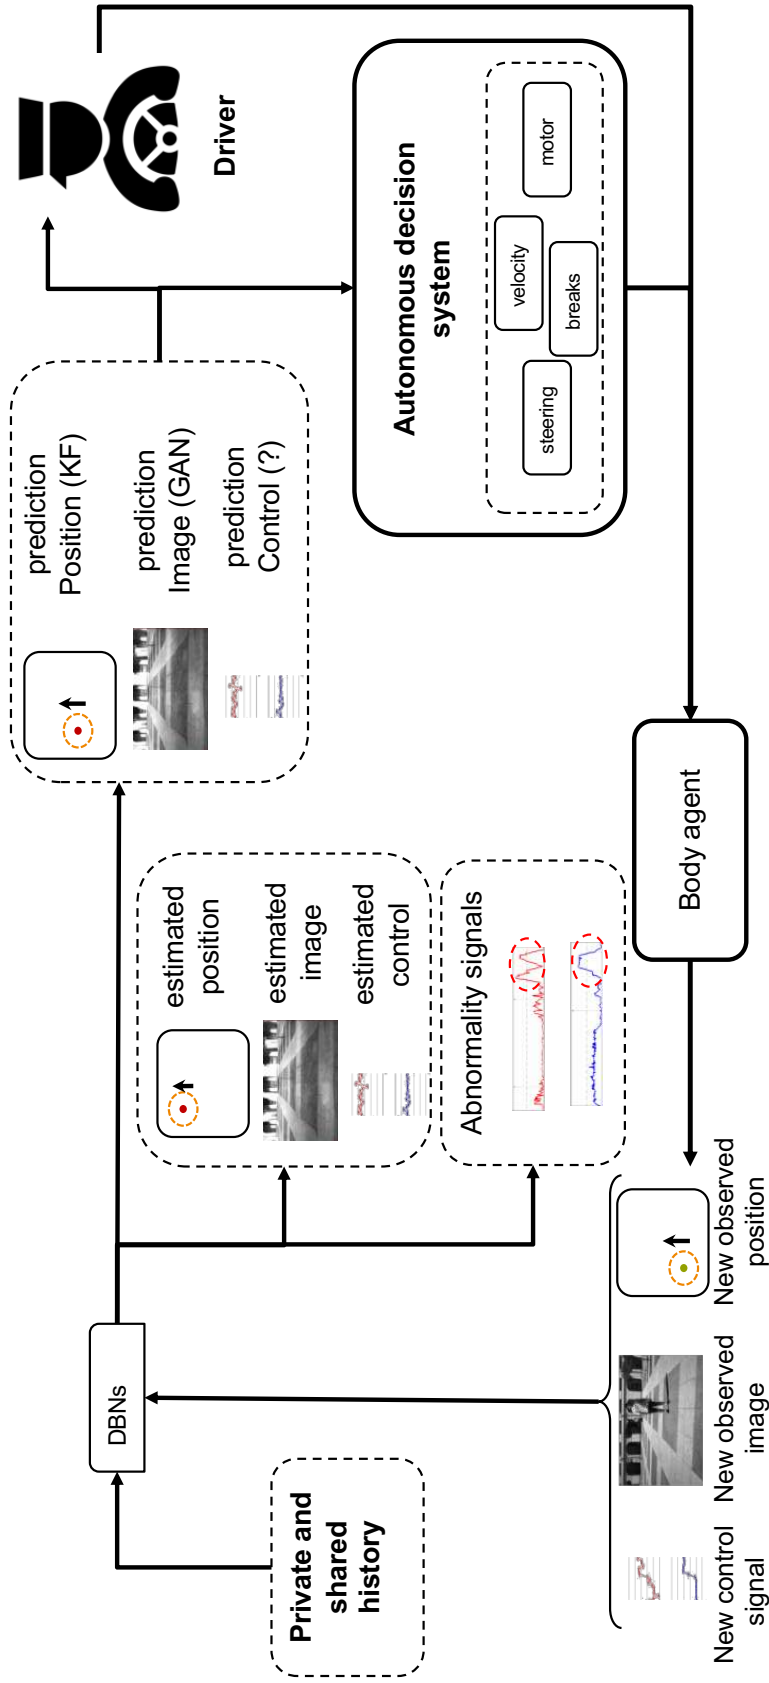 Private and
shared
history
DBNs
New control
signal
New observed
image
New observed
position
estimated
position
estimated
image
estimated
control
Abnormality signals
prediction
Position (KF)
prediction
Image (GAN)
prediction
Control (?)
Driver
Autonomous decision
system
steering
velocity
breaks
motor
Body agent